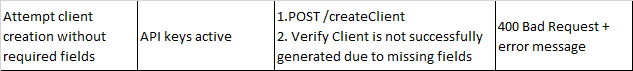 Attempt client
creation without
required fields
API keys active
1.POST /createClient
2. Verify Client is not successfully
generated due to missing fields
400 Bad Request +
error message